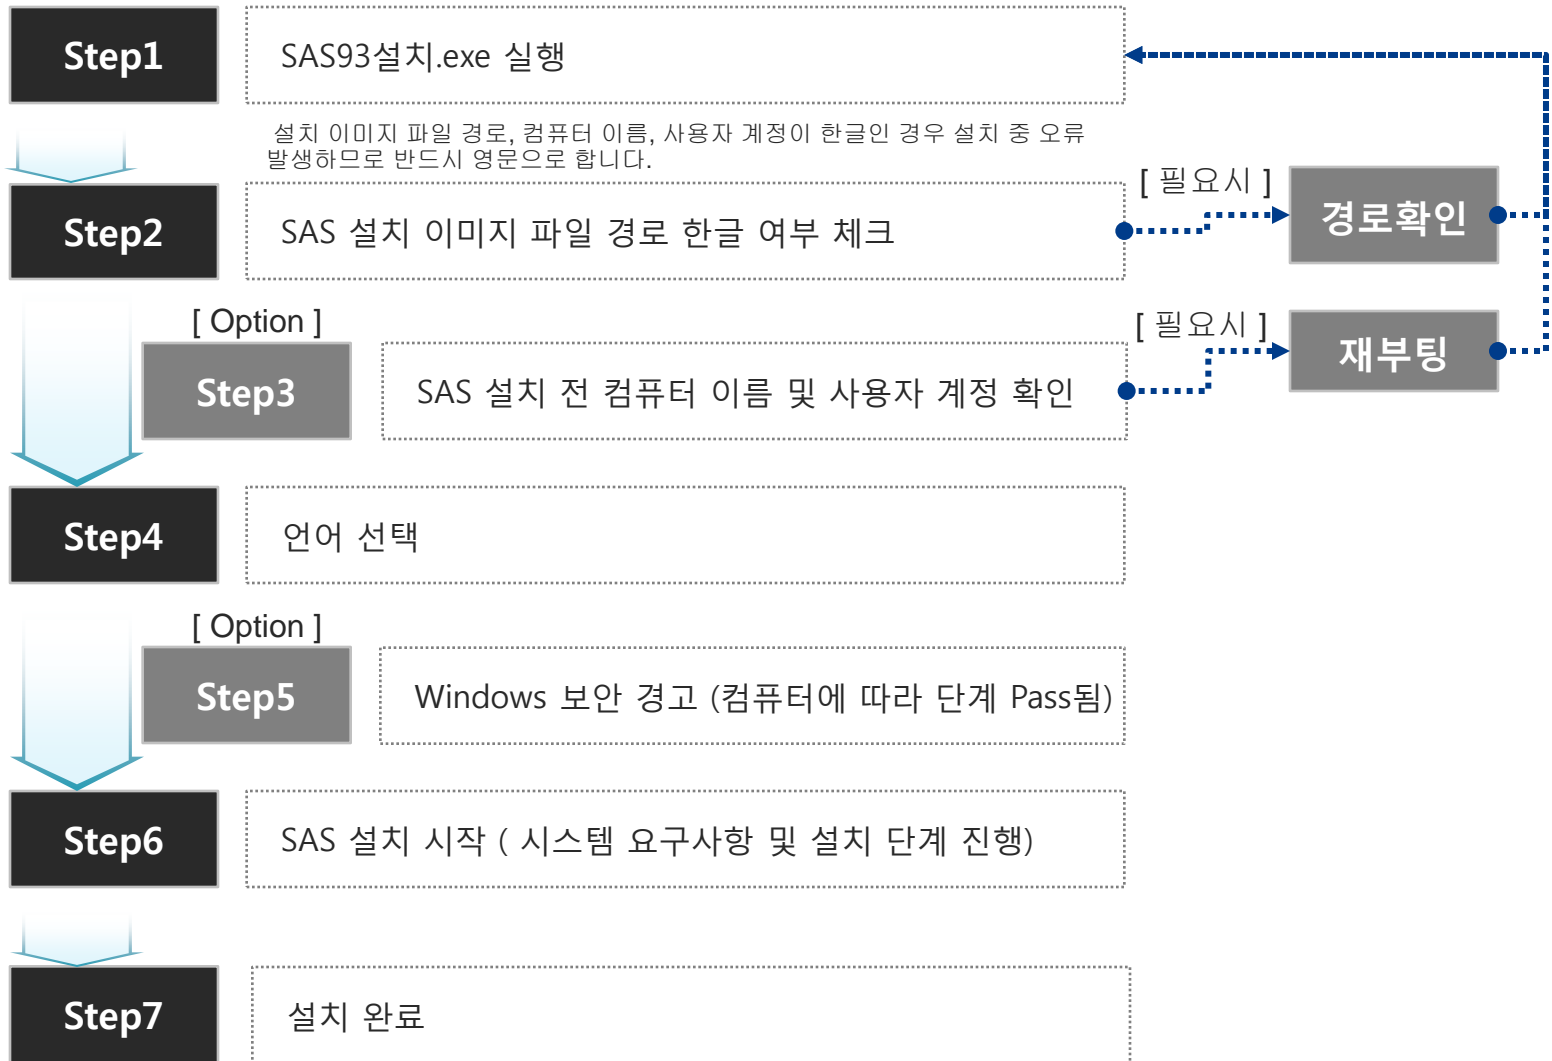 Step1
SAS93설치.exe 실행
설치 이미지 파일 경로, 컴퓨터 이름, 사용자 계정이 한글인 경우 설치 중 오류
발생하므로 반드시 영문으로 합니다.
Step2
SAS 설치 이미지 파일 경로 한글 여부 체크
[ 필요시 ]
경로확인
[ Option ]
Step3
SAS 설치 전 컴퓨터 이름 및 사용자 계정 확인
[ 필요시 ]
재부팅
Step4
언어 선택
[ Option ]
Step5
Windows 보안 경고 (컴퓨터에 따라 단계 Pass됨)
Step6
SAS 설치 시작 ( 시스템 요구사항 및 설치 단계 진행)
Step7
설치 완료